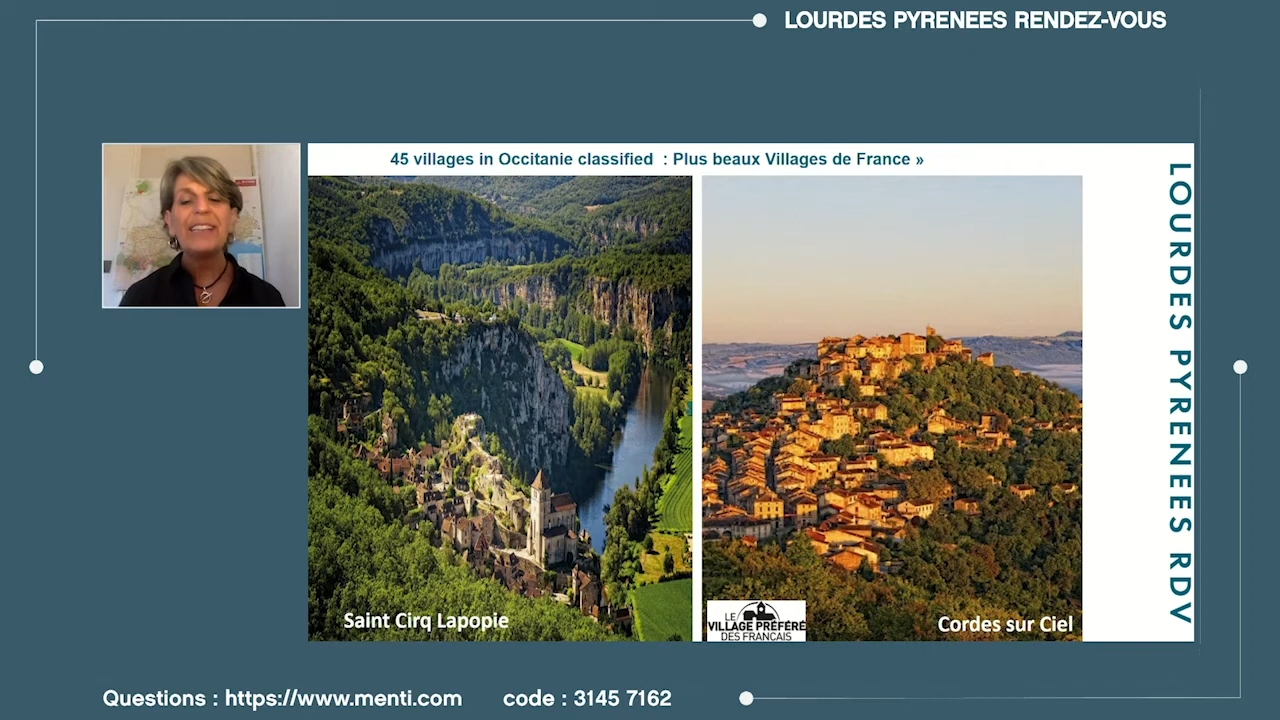 LOURDES PYRENEES RENDEZ-VOUS
45 villages in Occitanie classified : Plus beaux Villages de France »
LOURDES PYRENEES RDV
Saint Cirq Lapopie
LE
VILLAGE PRÉFÉRÉ
DES FRANÇAIS
Cordes sur Ciel
Questions : https://www.menti.com code : 3145 7162